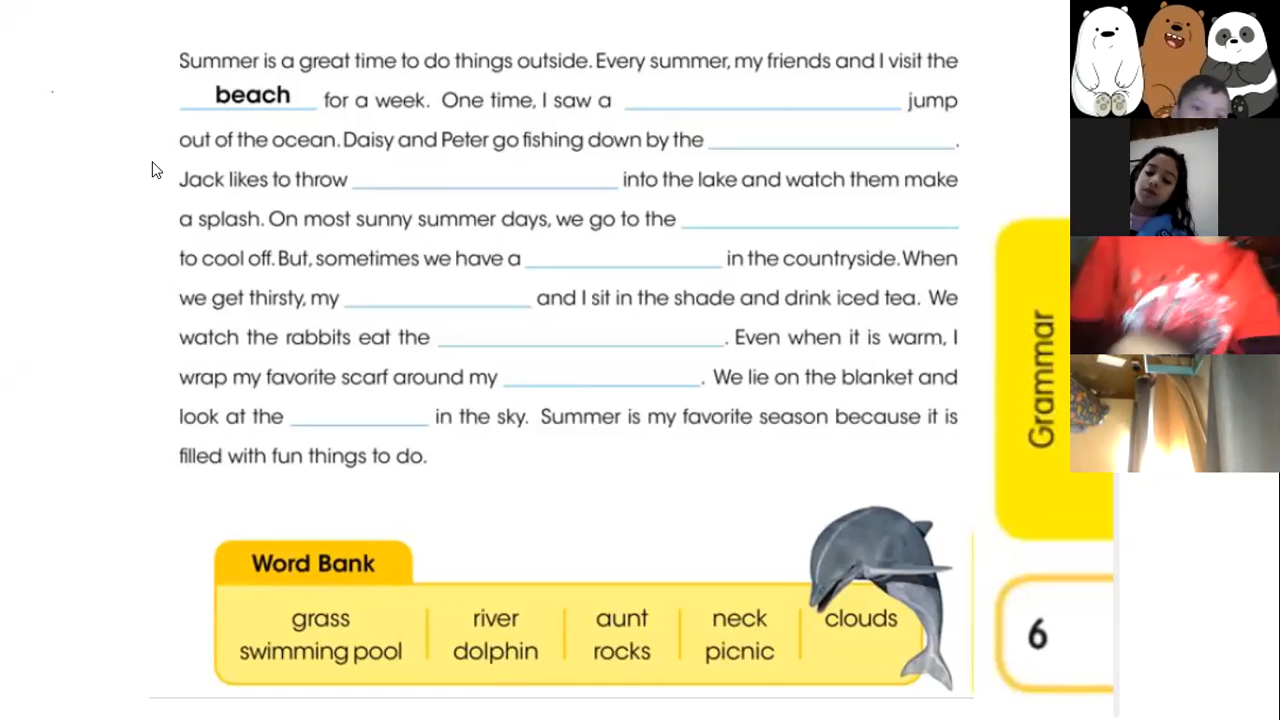 Summer is a great time to do things outside. Every summer, my friends and I visit the
beach for a week. One time, I saw a jump
out of the ocean. Daisy and Peter go fishing down by the .
Jack likes to throw into the lake and watch them make
a splash. On most sunny summer days, we go to the
to cool off. But, sometimes we have a in the countryside. When
we get thirsty, my and I sit in the shade and drink iced tea. We
watch the rabbits eat the . Even when it is warm, I
wrap my favorite scarf around my . We lie on the blanket and
look at the in the sky. Summer is my favorite season because it is
filled with fun things to do.
Word Bank
grass river aunt neck clouds
swimming pool dolphin rocks picnic
Grammar
6